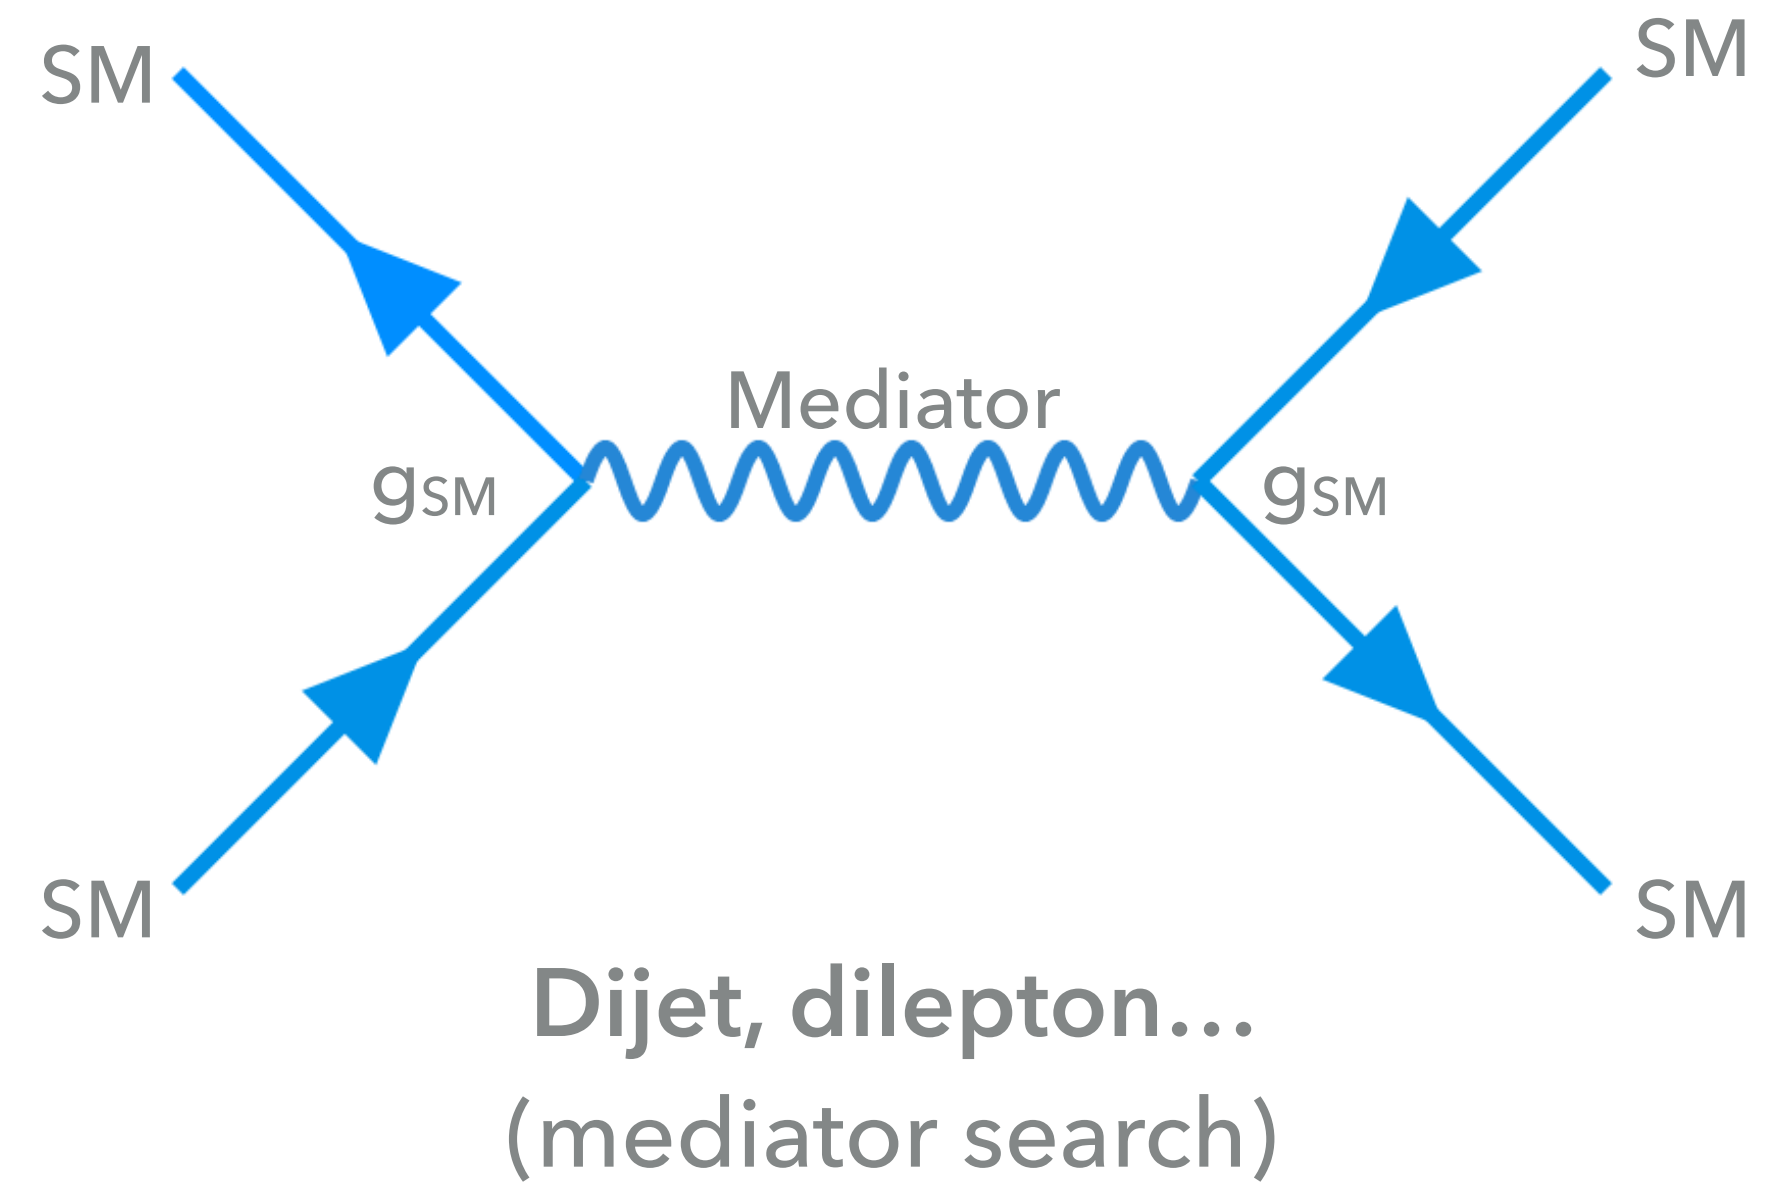 SM
SM
Mediator
gSM
gSM
SM
SM
Dijet, dilepton...
(mediator search)